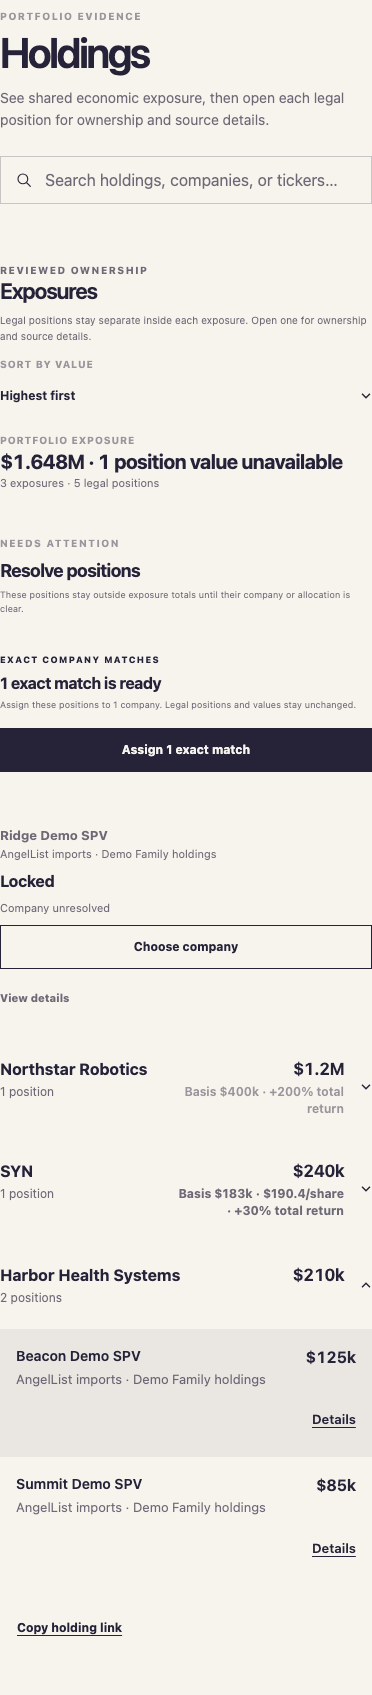 PORTFOLIO EVIDENCE
Holdings
See shared economic exposure, then open each legal
position for ownership and source details.
Search holdings, companies, or tickers...
REVIEWED OWNERSHIP
Exposures
Legal positions stay separate inside each exposure. Open one for ownership
and source details.
SORT BY VALUE
Highest first
PORTFOLIO EXPOSURE
$1.648M · 1 position value unavailable
3 exposures · 5 legal positions
NEEDS ATTENTION
Resolve positions
These positions stay outside exposure totals until their company or allocation is
clear.
EXACT COMPANY MATCHES
1 exact match is ready
Assign these positions to 1 company. Legal positions and values stay unchanged.
Assign 1 exact match
Ridge Demo SPV
AngelList imports · Demo Family holdings
Locked
Company unresolved
Choose company
View details
Northstar Robotics $1.2M
1 position Basis $400k · +200% total
return
SYN $240k
1 position Basis $183k · $190.4/share
· +30% total return
Harbor Health Systems $210k
2 positions
Beacon Demo SPV $125k
AngelList imports · Demo Family holdings
Details
Summit Demo SPV $85k
AngelList imports · Demo Family holdings
Details
Copy holding link